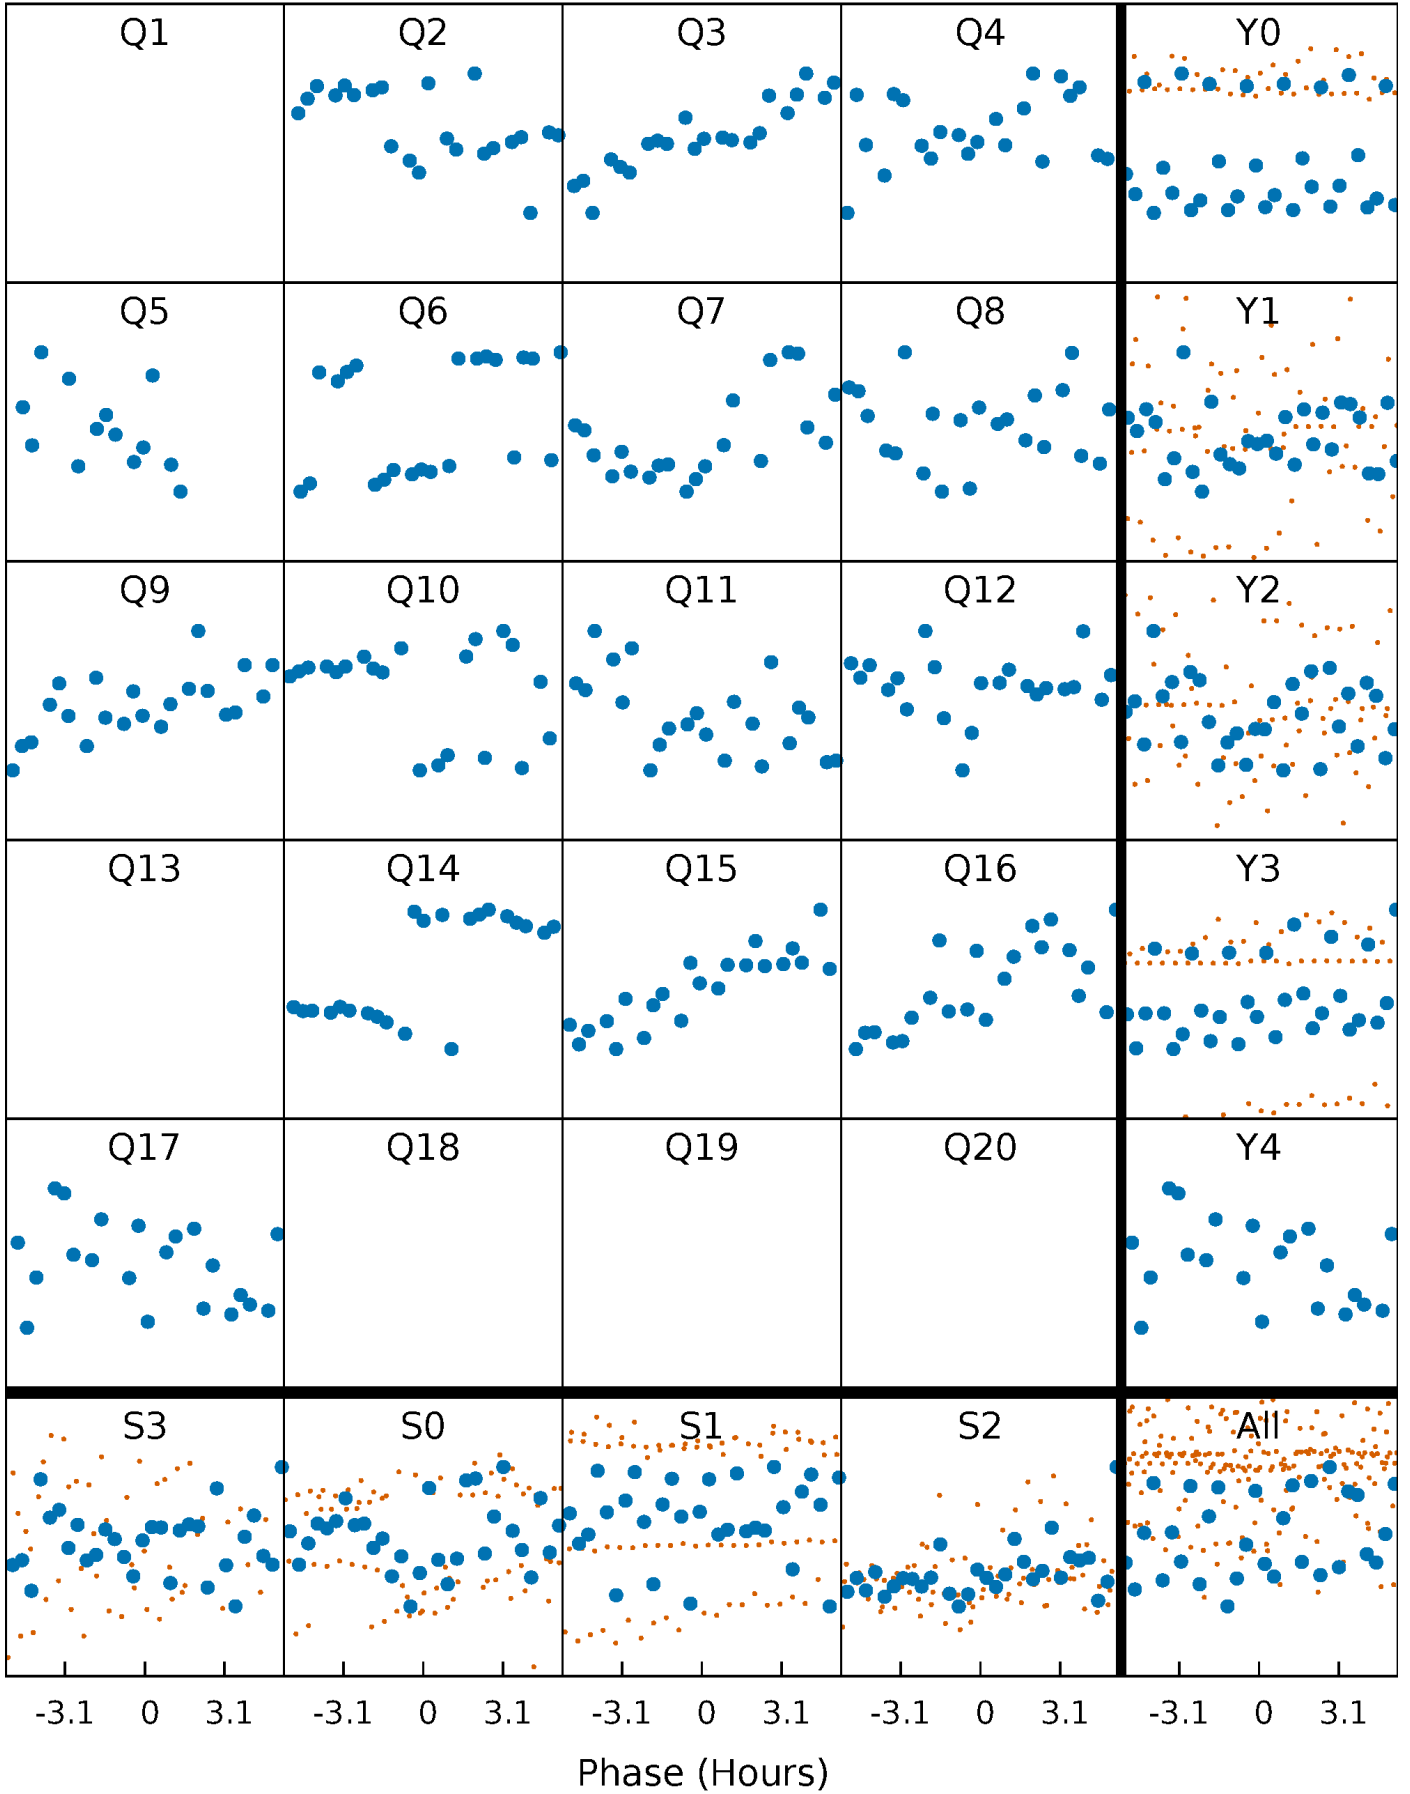 Q1 Q2 Q3 Q4 Y0
Q5 Q6 Q7 Q8 Y1
Q9 Q10 Q11 Q12 Y2
Q13 Q14 Q15 Q16 Y3
Q17 Q18 Q19 Q20 Y4
S3 S0 S1 S2 All
-3.1 0 3.1 -3.1 0 3.1 -3.1 0 3.1 -3.1 0 3.1 -3.1 0 3.1
Phase (Hours)